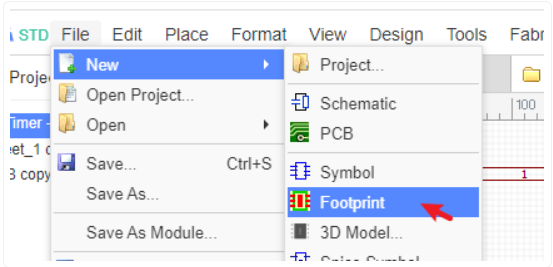 STD File Edit Place Format View Design Tools Fabr
Proje New Project...
Open Project... 100
Timer - Open Schematic
eet_1 PCB
Save... Ctrl+S Symbol 1
B copy Save As... Footprint
Save As Module... 3D Model...
Spice Symbol